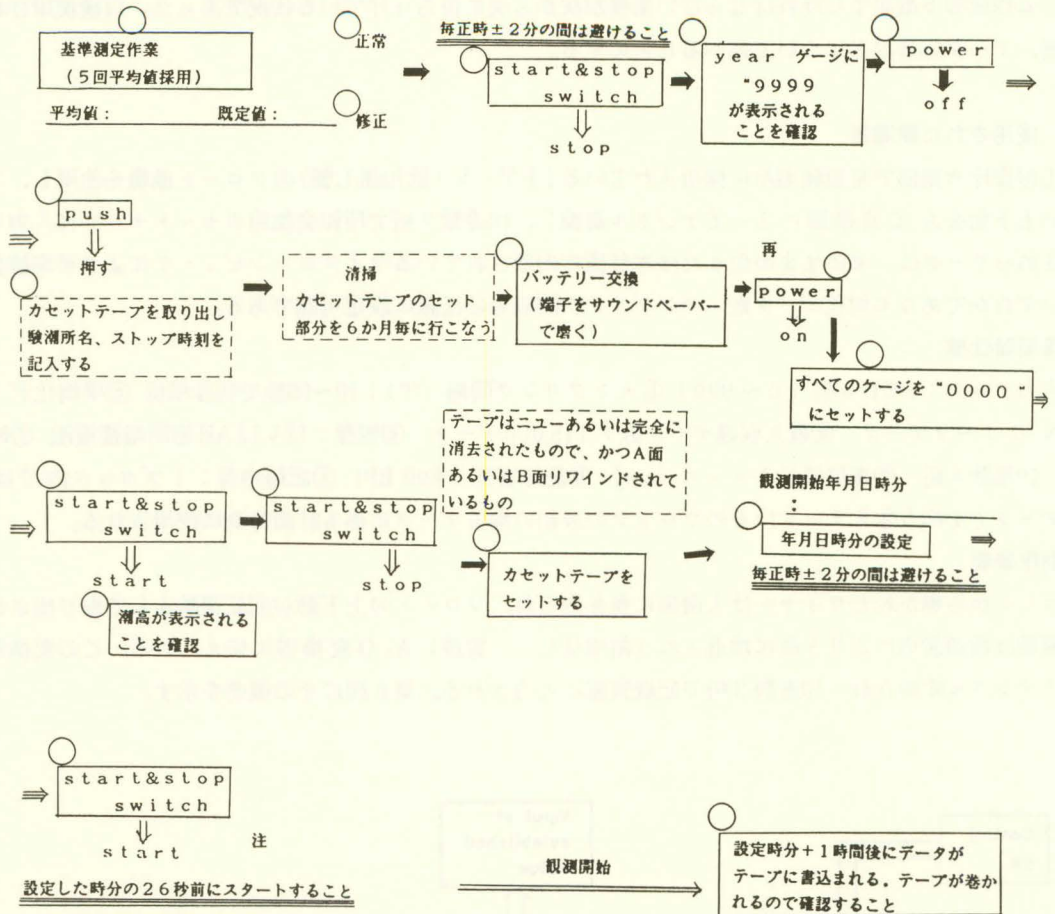 基準測定作業
(5回平均値採用)
平均値：　既定値：
正常
修正
毎正時±2分の間は避けること
start&stop
switch
stop
year ゲージに
"9999
が表示される
ことを確認
power
off
push
押す
カセットテープを取り出し
験潮所名、ストップ時刻を
記入する
清掃
カセットテープのセット
部分を6か月毎に行こなう
バッテリー交換
(端子をサウンドペーパー
で磨く)
再
power
on
すべてのケージを "0000 "
にセットする
start&stop
switch
start
潮高が表示される
ことを確認
start&stop
switch
stop
テープはニューあるいは完全に
消去されたもので、かつA面
あるいはB面リワインドされて
いるもの
カセットテープを
セットする
観測開始年月日時分
：
年月日時分の設定
毎正時±2分の間は避けること
start&stop
switch
start
注
設定した時分の26秒前にスタートすること
観測開始
設定時分+1時間後にデータが
テープに書込まれる。テープが巻か
れるので確認すること